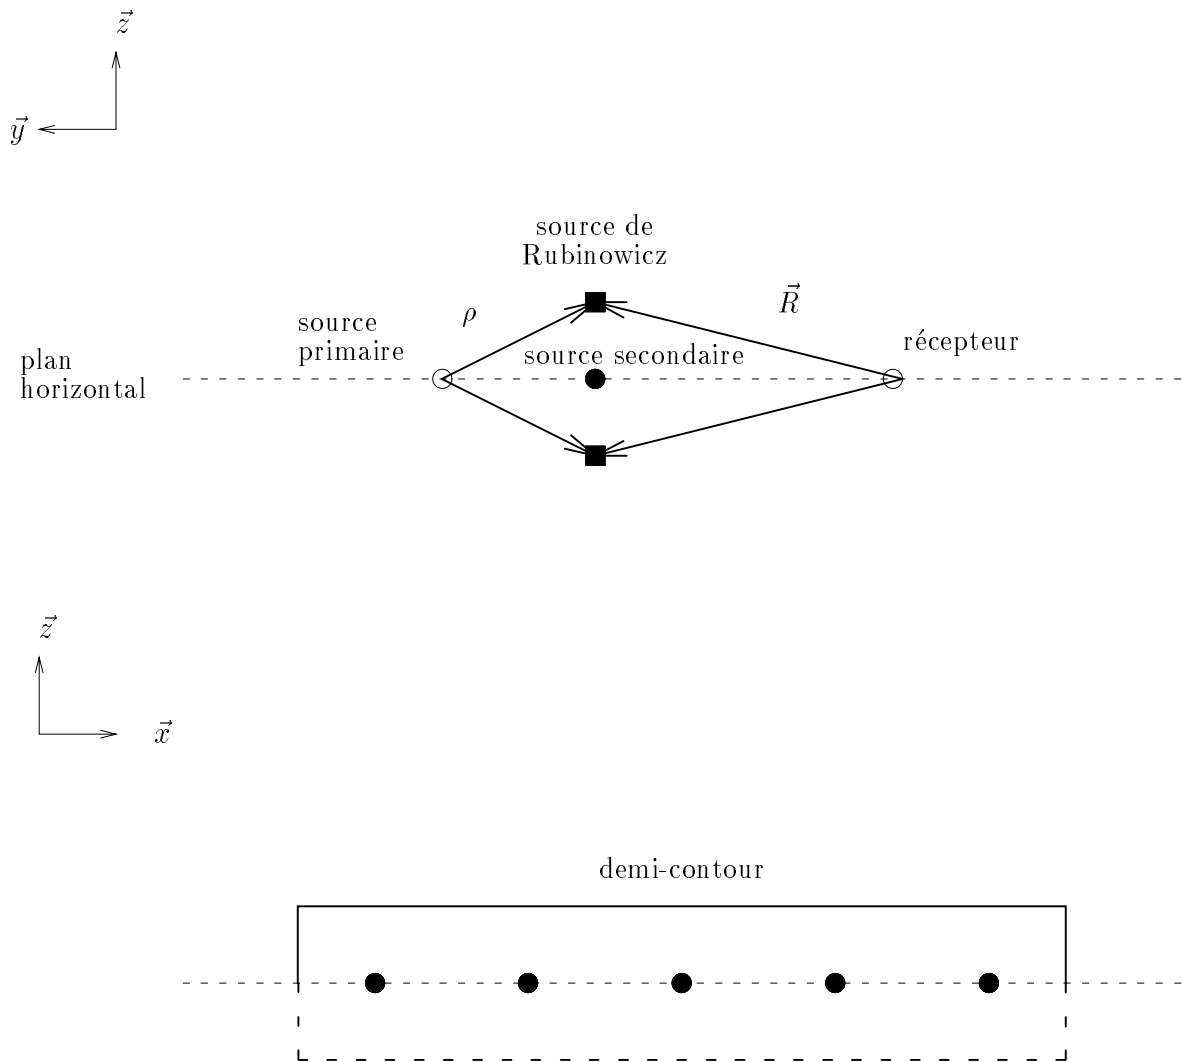 z⃗
y⃗
source de
Rubinowicz
ρ
R⃗
source
primaire
source secondaire
récepteur
plan
horizontal
z⃗
x⃗
demi-contour